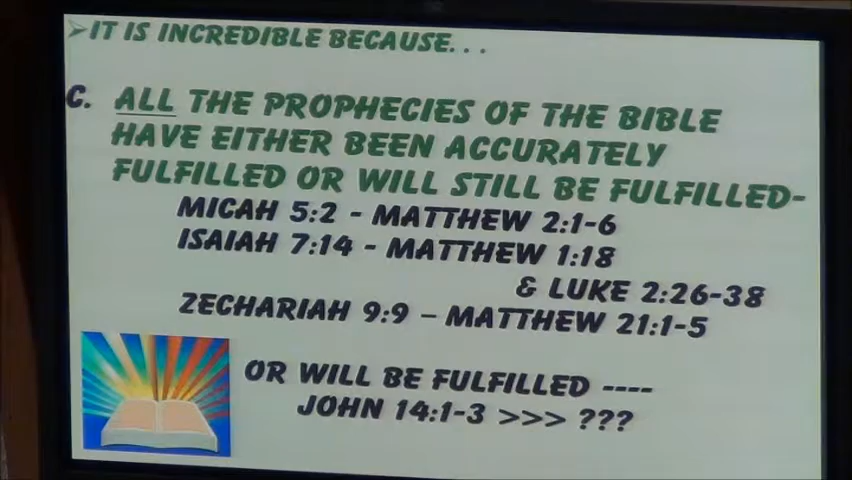 ➢IT IS INCREDIBLE BECAUSE. . .
C. ALL THE PROPHECIES OF THE BIBLE
HAVE EITHER BEEN ACCURATELY
FULFILLED OR WILL STILL BE FULFILLED-
MICAH 5:2 - MATTHEW 2:1-6
ISAIAH 7:14 - MATTHEW 1:18
& LUKE 2:26-38
ZECHARIAH 9:9 – MATTHEW 21:1-5
OR WILL BE FULFILLED ----
JOHN 14:1-3 >>> ???